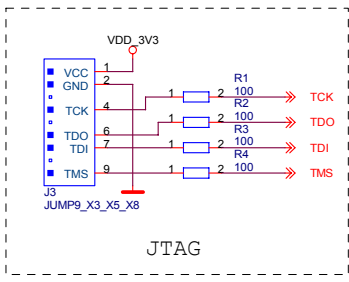 VDD_3V3
VCC 1
GND 2
R1
TCK 4 1 2 100 TCK
R2
TDO 6 1 2 100 TDO
R3
TDI 7 1 2 100 TDI
R4
TMS 9 1 2 100 TMS
J3
JUMP9_X3_X5_X8
JTAG